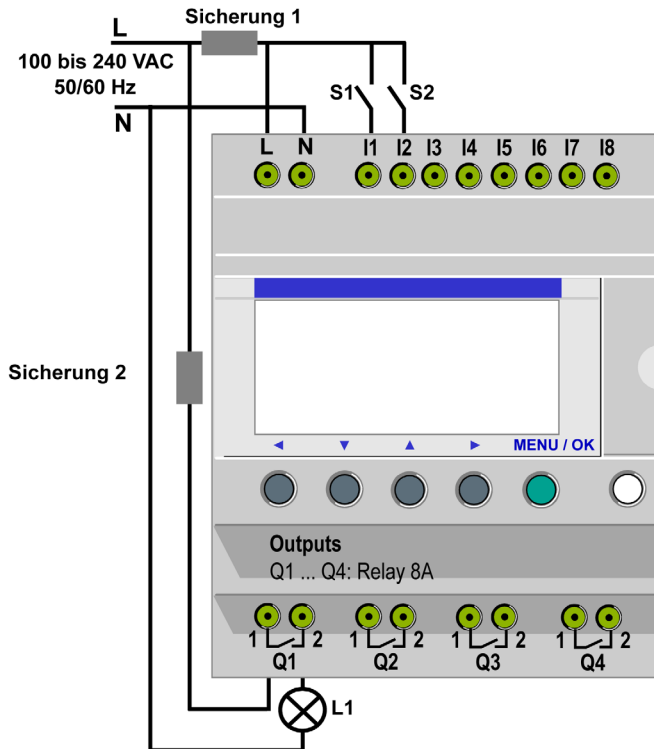 Sicherung 1
L
100 bis 240 VAC
50/60 Hz
N
S1 S2
L N I1 I2 I3 I4 I5 I6 I7 I8
Sicherung 2
MENU / OK
Outputs
Q1 ... Q4: Relay 8A
1 2 1 2 1 2 1 2
Q1 Q2 Q3 Q4
L1